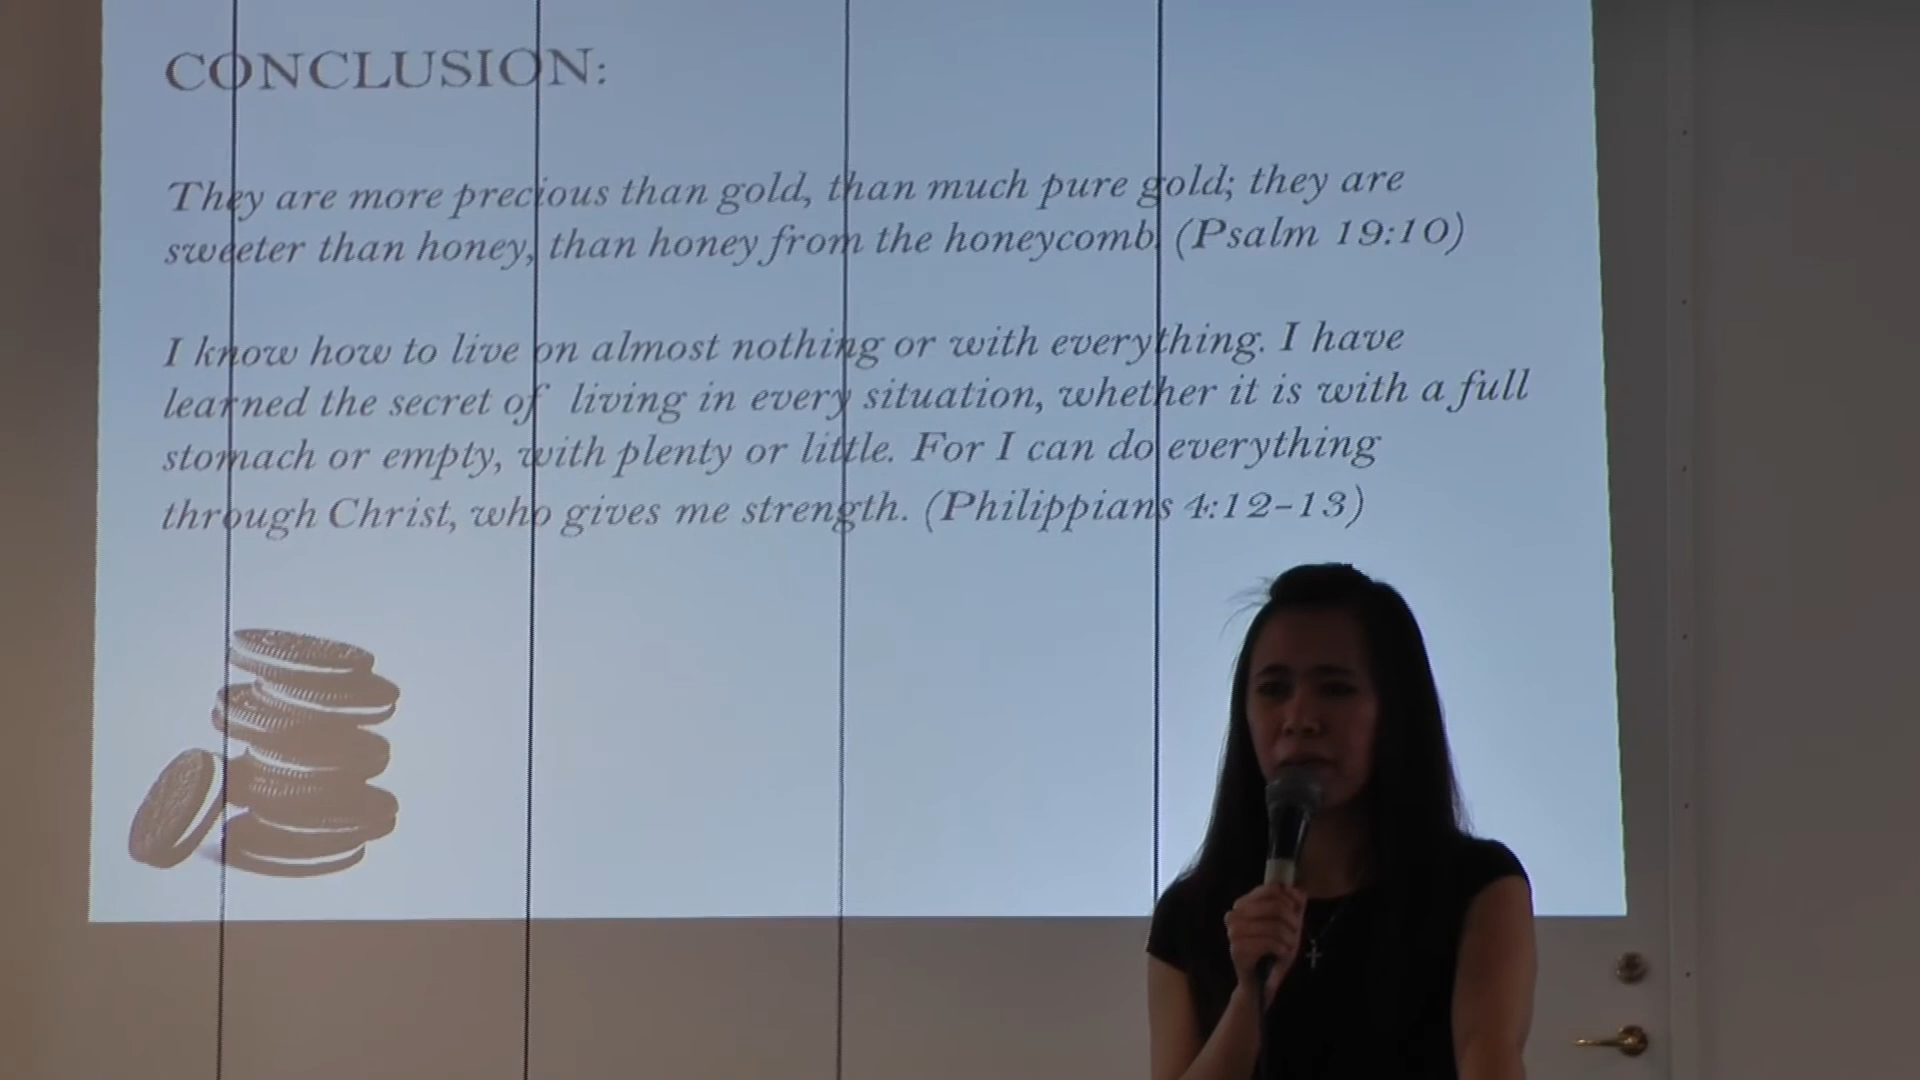 CONCLUSION:
They are more precious than gold, than much pure gold; they are
sweeter than honey, than honey from the honeycomb. (Psalm 19:10)
I know how to live on almost nothing or with everything. I have
learned the secret of living in every situation, whether it is with a full
stomach or empty, with plenty or little. For I can do everything
through Christ, who gives me strength. (Philippians 4:12-13)